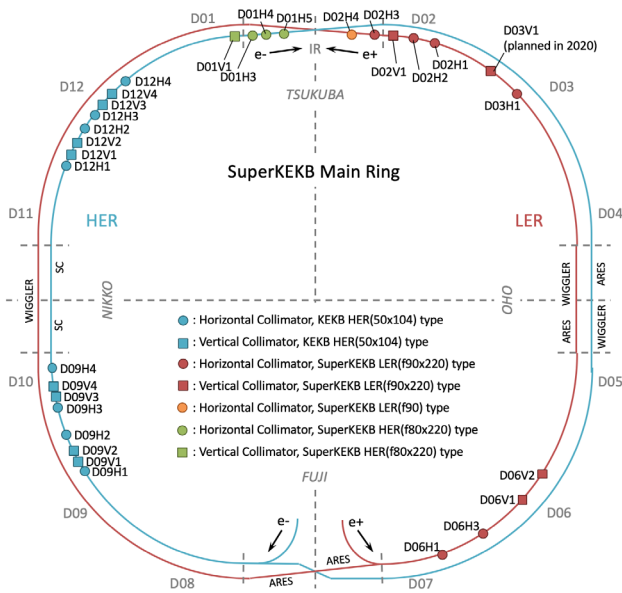 D01
D01H4
D01H5
D02H4
D02H3
D02
D03V1
(planned in 2020)
D01V1
D01H3
e-
IR
e+
D02V1
D02H2
D02H1
TSUKUBA
D12
D12H4
D12V4
D12V3
D12H3
D12H2
D12V2
D12V1
D12H1
D03H1
D03
SuperKEKB Main Ring
D11
HER
LER
D04
WIGGLER
SC
SC
NIKKO
OHO
WIGGLER
ARES
ARES
WIGGLER
: Horizontal Collimator, KEKB HER(50x104) type
: Vertical Collimator, KEKB HER(50x104) type
: Horizontal Collimator, SuperKEKB LER(f90x220) type
: Vertical Collimator, SuperKEKB LER(f90x220) type
: Horizontal Collimator, SuperKEKB LER(f90) type
: Horizontal Collimator, SuperKEKB HER(f80x220) type
: Vertical Collimator, SuperKEKB HER(f80x220) type
D10
D09H4
D09V4
D09V3
D09H3
D09H2
D09V2
D09V1
D09H1
D05
FUJI
D06V2
D06V1
D06H3
D06H1
D06
D09
e-
e+
D08
ARES
ARES
D07